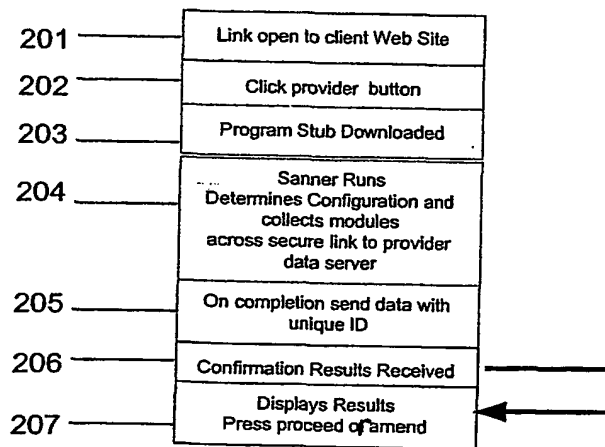 201 Link open to client Web Site
202 Click provider button
203 Program Stub Downloaded
204 Sanner Runs
Determines Configuration and
collects modules
across secure link to provider
data server
205 On completion send data with
unique ID
206 Confirmation Results Received
Displays Results
207 Press proceed or amend